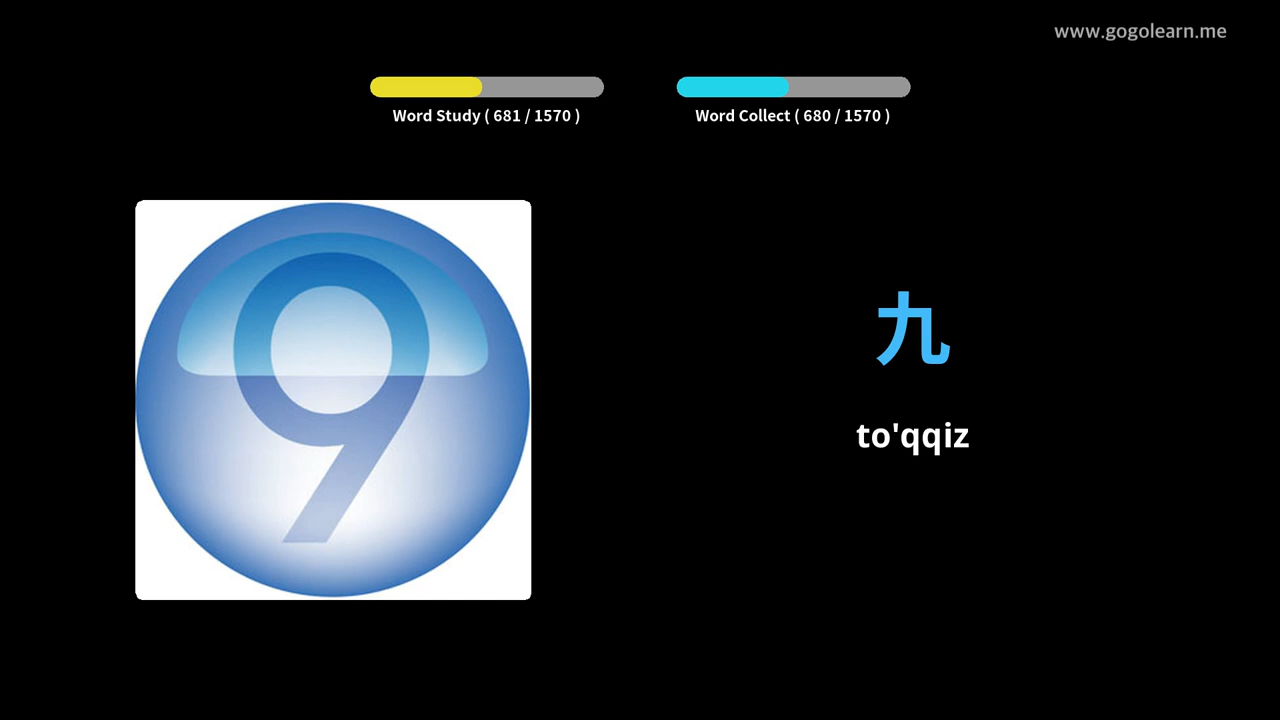 www.gogolearn.me
Word Study ( 681 / 1570 )
Word Collect ( 680 / 1570 )
9
九
to'qqiz